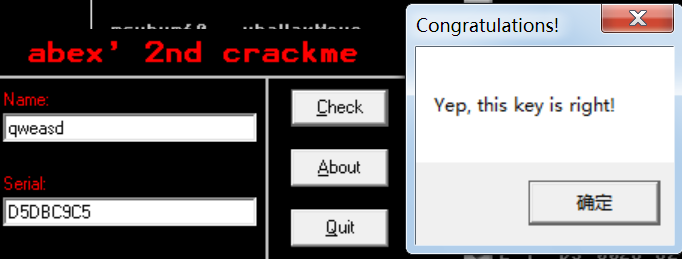 abex' 2nd crackme
Name:
qweasd
Serial:
D5DBC9C5
Check
About
Quit
Congratulations!
Yep, this key is right!
确定